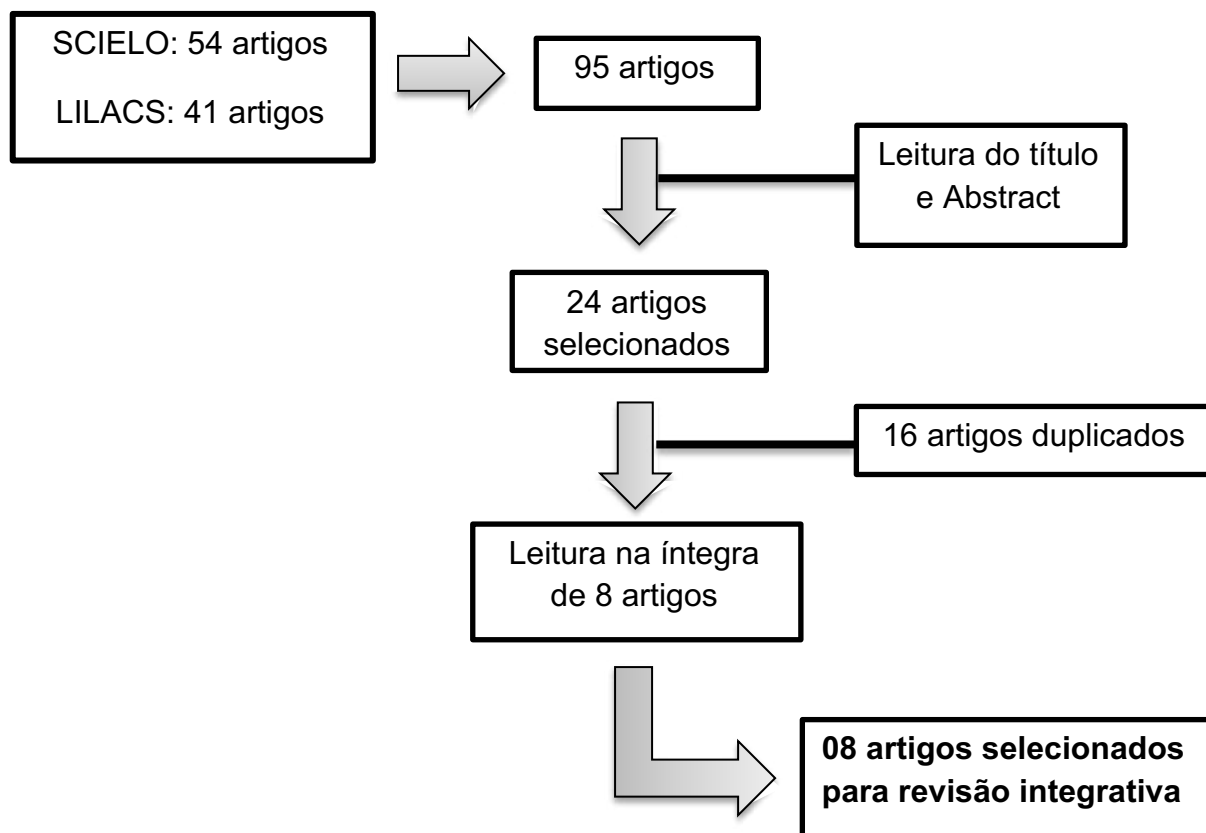 SCIELO: 54 artigos
LILACS: 41 artigos
95 artigos
Leitura do título
e Abstract
24 artigos
selecionados
16 artigos duplicados
Leitura na íntegra
de 8 artigos
08 artigos selecionados
para revisão integrativa